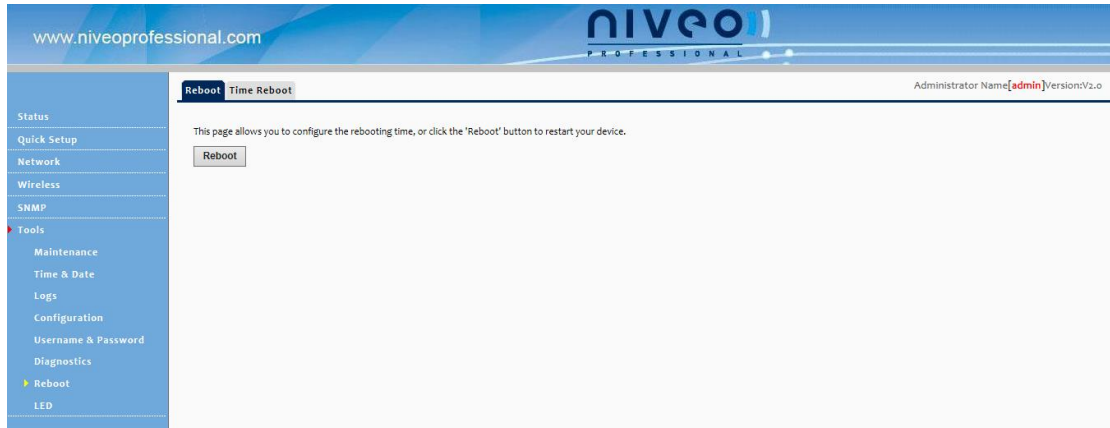 www.niveoprofessional.com
niveo
PROFESSIONAL
Reboot Time Reboot
Administrator Name[admin]Version:V2.0
Status
Quick Setup
Network
Wireless
SNMP
Tools
Maintenance
Time & Date
Logs
Configuration
Username & Password
Diagnostics
Reboot
LED
This page allows you to configure the rebooting time, or click the 'Reboot' button to restart your device.
Reboot